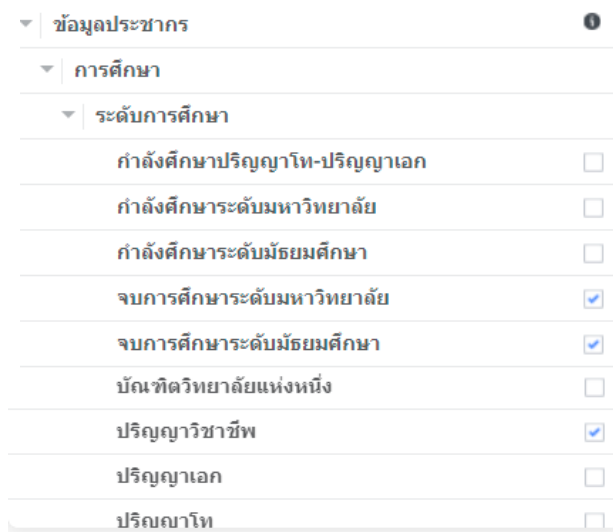 ข้อมูลประชากร
การศึกษา
ระดับการศึกษา
กำลังศึกษาปริญญาโท-ปริญญาเอก
กำลังศึกษาระดับมหาวิทยาลัย
กำลังศึกษาระดับมัธยมศึกษา
จบการศึกษาระดับมหาวิทยาลัย
จบการศึกษาระดับมัธยมศึกษา
บัณฑิตวิทยาลัยแห่งหนึ่ง
ปริญญาวิชาชีพ
ปริญญาเอก
ปริญญาโท